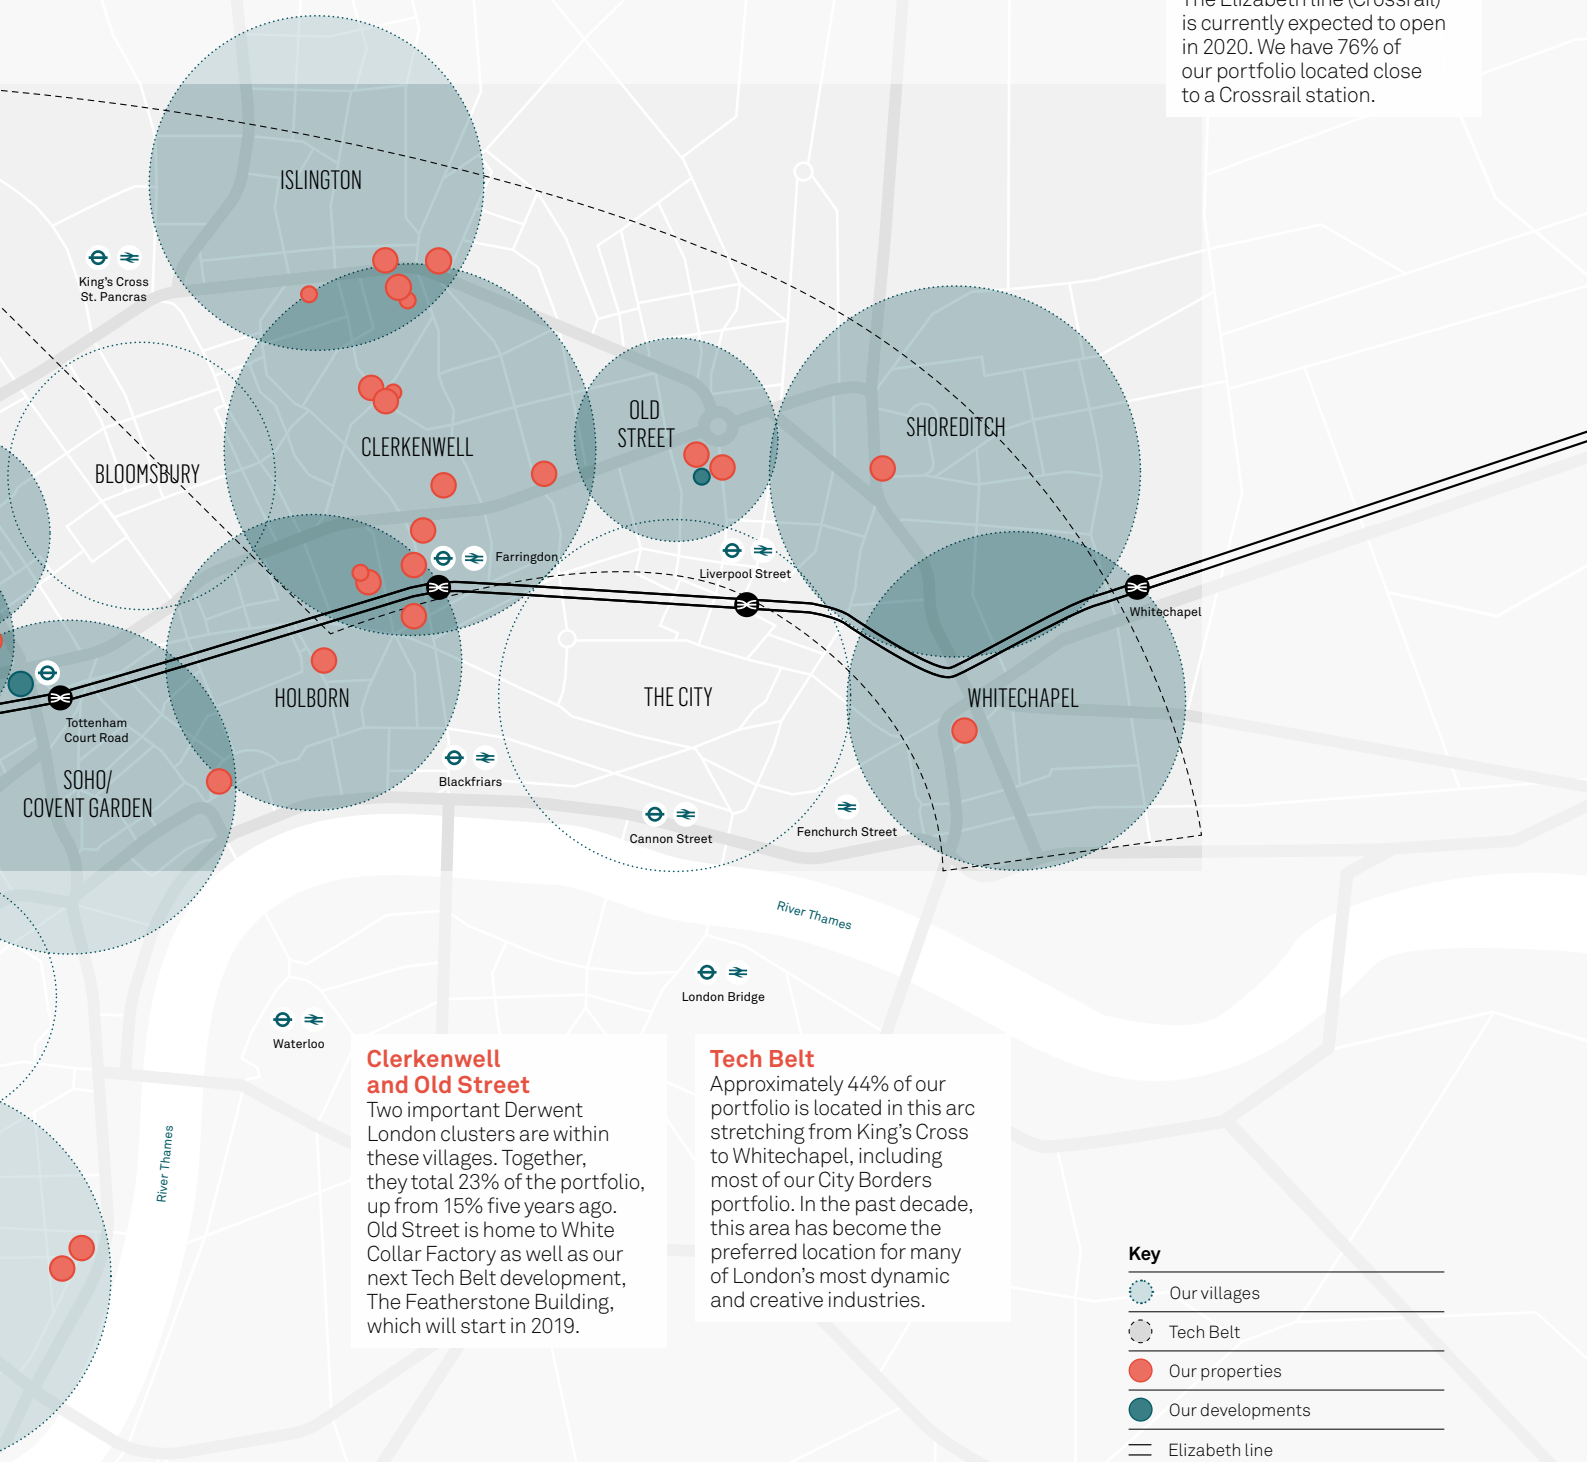 The Elizabeth line (Crossrail)
is currently expected to open
in 2020. We have 76% of
our portfolio located close
to a Crossrail station.
ISLINGTON
King's Cross
St. Pancras
BLOOMSBURY
CLERKENWELL
OLD
STREET
SHOREDITCH
Farringdon
Liverpool Street
Whitechapel
HOLBORN
THE CITY
WHITECHAPEL
Tottenham
Court Road
SOHO/
COVENT GARDEN
Blackfriars
Cannon Street
Fenchurch Street
River Thames
London Bridge
Waterloo
River Thames
Clerkenwell
and Old Street
Two important Derwent
London clusters are within
these villages. Together,
they total 23% of the portfolio,
up from 15% five years ago.
Old Street is home to White
Collar Factory as well as our
next Tech Belt development,
The Featherstone Building,
which will start in 2019.
Tech Belt
Approximately 44% of our
portfolio is located in this arc
stretching from King's Cross
to Whitechapel, including
most of our City Borders
portfolio. In the past decade,
this area has become the
preferred location for many
of London's most dynamic
and creative industries.
Key
Our villages
Tech Belt
Our properties
Our developments
Elizabeth line